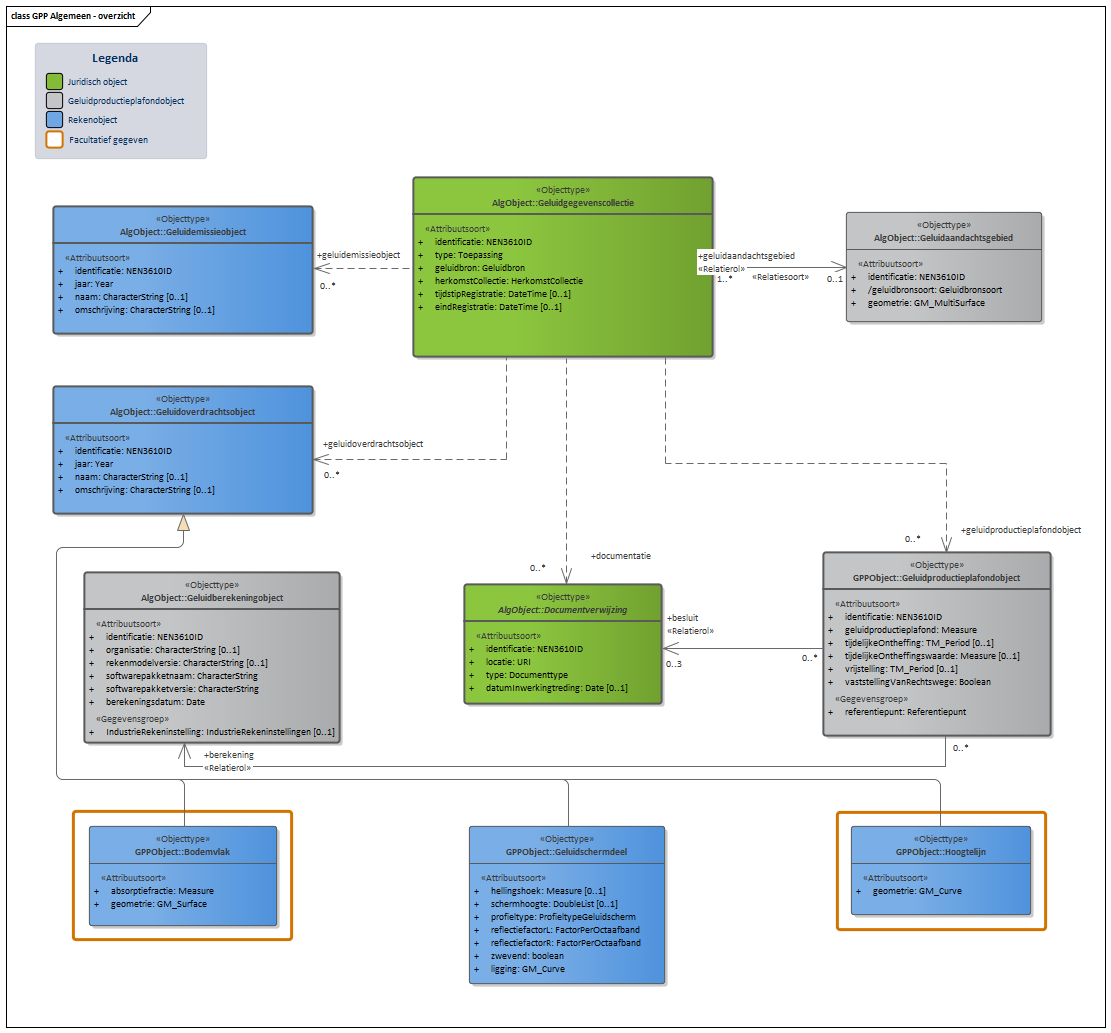 class GPP Algemeen - overzicht
Legenda
Juridisch object
Geluidproductieplafondobject
Rekenobject
Facultatief gegeven
«Objecttype»
AlgObject::Geluidgegevenscollectie
«Attribuutsoort»
+ identificatie: NEN3610ID
+ type: Toepassing
+ geluidbron: Geluidbron
+ herkomstCollectie: HerkomstCollectie
+ tijdstipRegistratie: DateTime [0..1]
+ eindRegistratie: DateTime [0..1]
«Objecttype»
AlgObject::Geluidemissieobject
«Attribuutsoort»
+ identificatie: NEN3610ID
+ jaar: Year
+ naam: CharacterString [0..1]
+ omschrijving: CharacterString [0..1]
+geluidemissieobject
0..*
+geluidaandachtsgebied
«Relatierol»
1..*
«Relatiesoort»
0..1
«Objecttype»
AlgObject::Geluidaandachtsgebied
«Attribuutsoort»
+ identificatie: NEN3610ID
+ /geluidbronsoort: Geluidbronsoort
+ geometrie: GM_MultiSurface
«Objecttype»
AlgObject::Geluidoverdrachtsobject
«Attribuutsoort»
+ identificatie: NEN3610ID
+ jaar: Year
+ naam: CharacterString [0..1]
+ omschrijving: CharacterString [0..1]
+geluidoverdrachtsobject
0..*
+documentatie
0..*
+geluidproductieplafondobject
0..*
«Objecttype»
AlgObject::Geluidberekeningobject
«Attribuutsoort»
+ identificatie: NEN3610ID
+ organisatie: CharacterString [0..1]
+ rekenmodelversie: CharacterString [0..1]
+ softwarepakketnaam: CharacterString
+ softwarepakketversie: CharacterString
+ berekeningsdatum: Date
«Gegevensgroep»
+ IndustrieRekeninstelling: IndustrieRekeninstellingen [0..1]
«Objecttype»
AlgObject::Documentverwijzing
«Attribuutsoort»
+ identificatie: NEN3610ID
+ locatie: URI
+ type: Documenttype
+ datumInwerkingtreding: Date [0..1]
+besluit
«Relatierol»
0..3
0..*
«Objecttype»
GPPObject::Geluidproductieplafondobject
«Attribuutsoort»
+ identificatie: NEN3610ID
+ geluidproductieplafond: Measure
+ tijdelijkeOntheffing: TM_Period [0..1]
+ tijdelijkeOntheffingswaarde: Measure [0..1]
+ vrijstelling: TM_Period [0..1]
+ vaststellingVanRechtswege: Boolean
«Gegevensgroep»
+ referentiepunt: Referentiepunt
0..*
+berekening
«Relatierol»
«Objecttype»
GPPObject::Bodemvlak
«Attribuutsoort»
+ absorptiefractie: Measure
+ geometrie: GM_Surface
«Objecttype»
GPPObject::Geluidschermdeel
«Attribuutsoort»
+ hellingshoek: Measure [0..1]
+ schermhoogte: DoubleList [0..1]
+ profieltype: ProfieltypeGeluidscherm
+ reflectiefactorL: FactorPerOctaafband
+ reflectiefactorR: FactorPerOctaafband
+ zwevend: boolean
+ ligging: GM_Curve
«Objecttype»
GPPObject::Hoogtelijn
«Attribuutsoort»
+ geometrie: GM_Curve